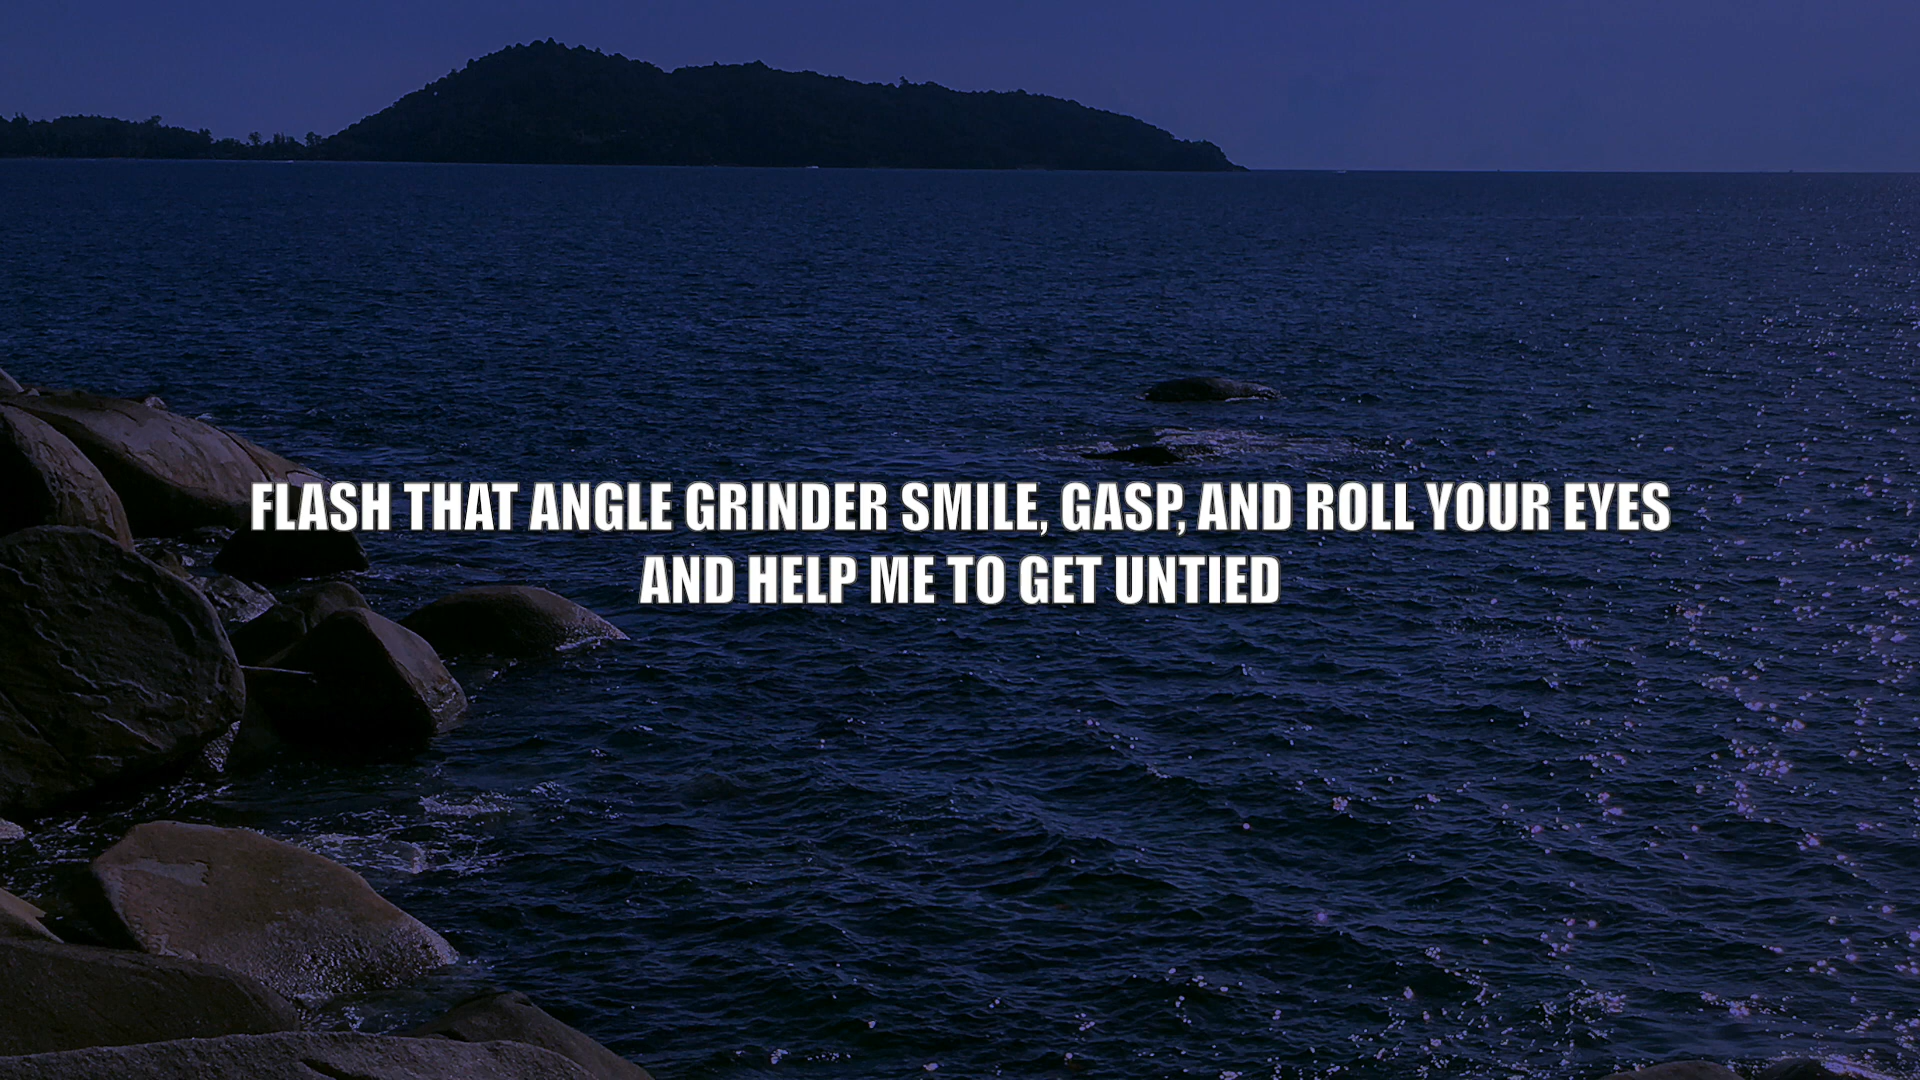 FLASH THAT ANGLE GRINDER SMILE, GASP, AND ROLL YOUR EYES
AND HELP ME TO GET UNTIED